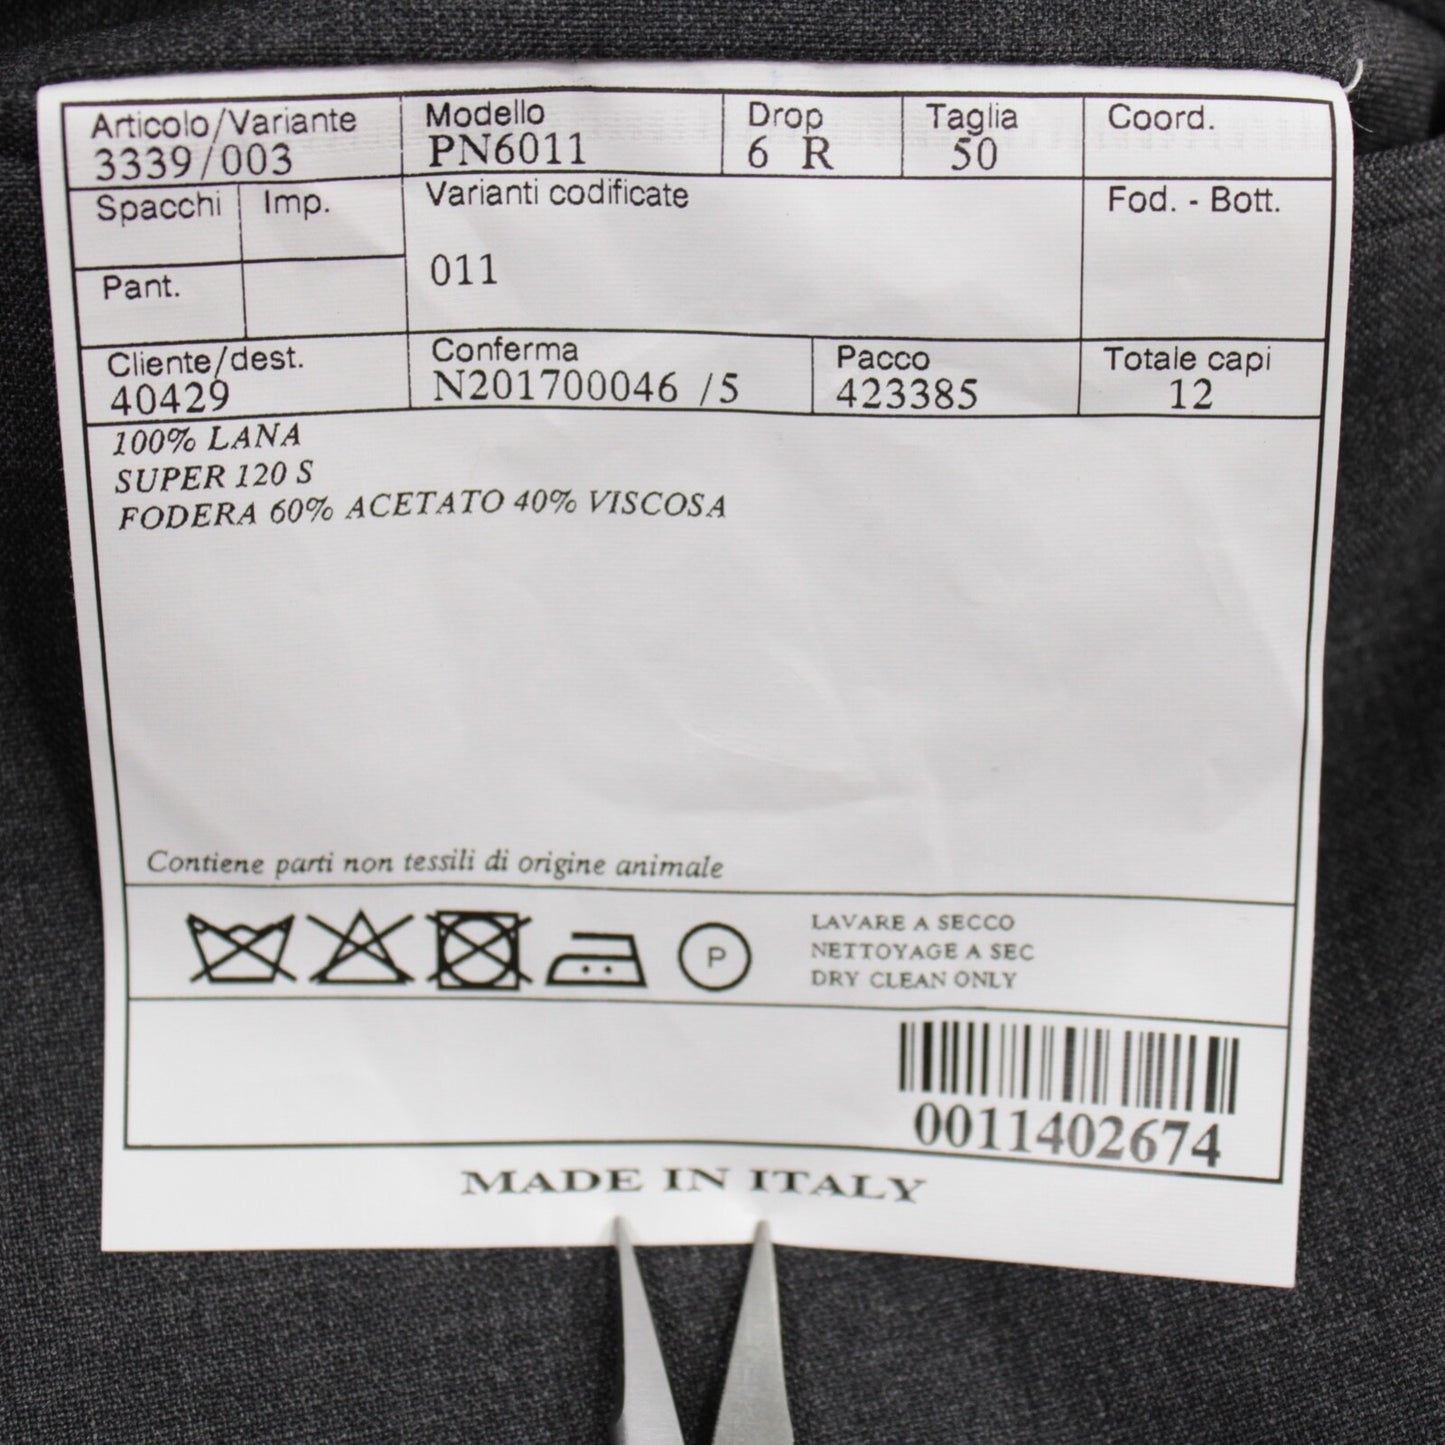 Articolo/Variante Modello Drop Taglia Coord.
3339/003 PN6011 6 R 50
Spacchi Imp. Varianti codificate Fod. - Bott.
011
Pant.
Cliente/dest. Conferma Pacco Totale capi
40429 N201700046 /5 423385 12
100% LANA
SUPER 120 S
FODERA 60% ACETATO 40% VISCOSA
Contiene parti non tessili di origine animale
P
LAVARE A SECCO
NETTOYAGE A SEC
DRY CLEAN ONLY
0011402674
MADE IN ITALY